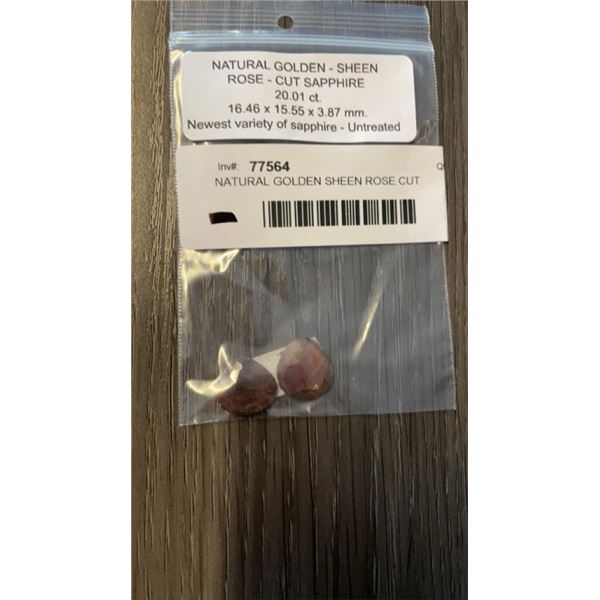 NATURAL GOLDEN - SHEEN
ROSE - CUT SAPPHIRE
20.01 ct.
16.46 x 15.55 x 3.87 mm.
Newest variety of sapphire - Untreated
Inv#: 77564 Q
NATURAL GOLDEN SHEEN ROSE CUT